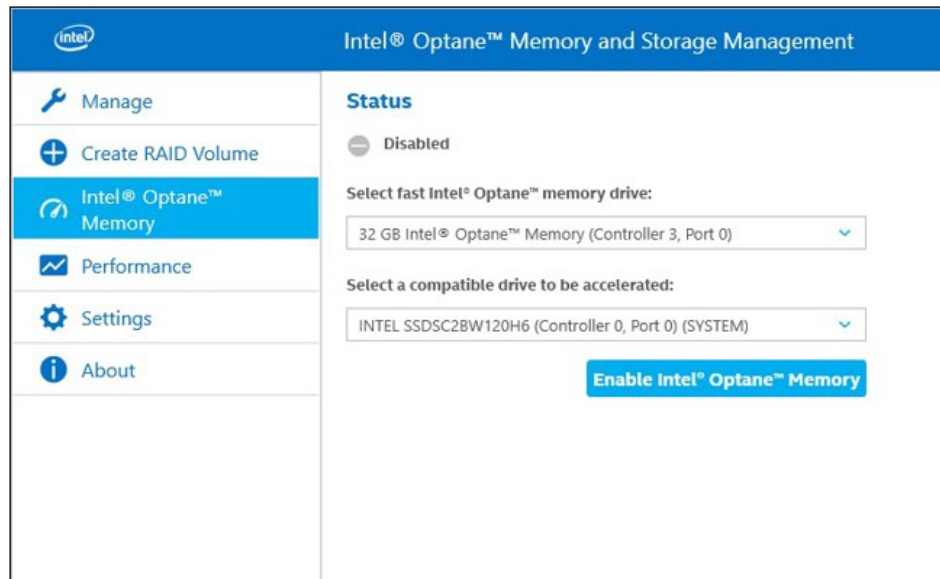 intel
Intel® Optane™ Memory and Storage Management
Manage
Create RAID Volume
Intel® Optane™
Memory
Performance
Settings
About
Status
Disabled
Select fast Intel® Optane™ memory drive:
32 GB Intel® Optane™ Memory (Controller 3, Port 0)
Select a compatible drive to be accelerated:
INTEL SSDSC2BW120H6 (Controller 0, Port 0) (SYSTEM)
Enable Intel® Optane™ Memory